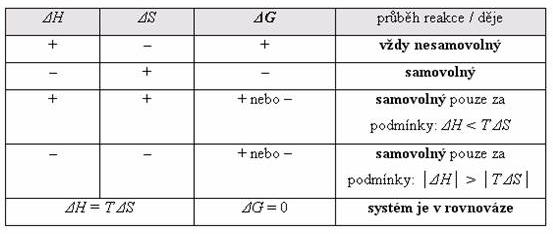 ΔH ΔS ΔG průběh reakce / děje
+ – + vždy nesamovolný
– + – samovolný
+ + + nebo – samovolný pouze za
podmínky: ΔH < TΔS
– – + nebo – samovolný pouze za
podmínky: |ΔH| > |TΔS|
ΔH = TΔS ΔG = 0 systém je v rovnováze